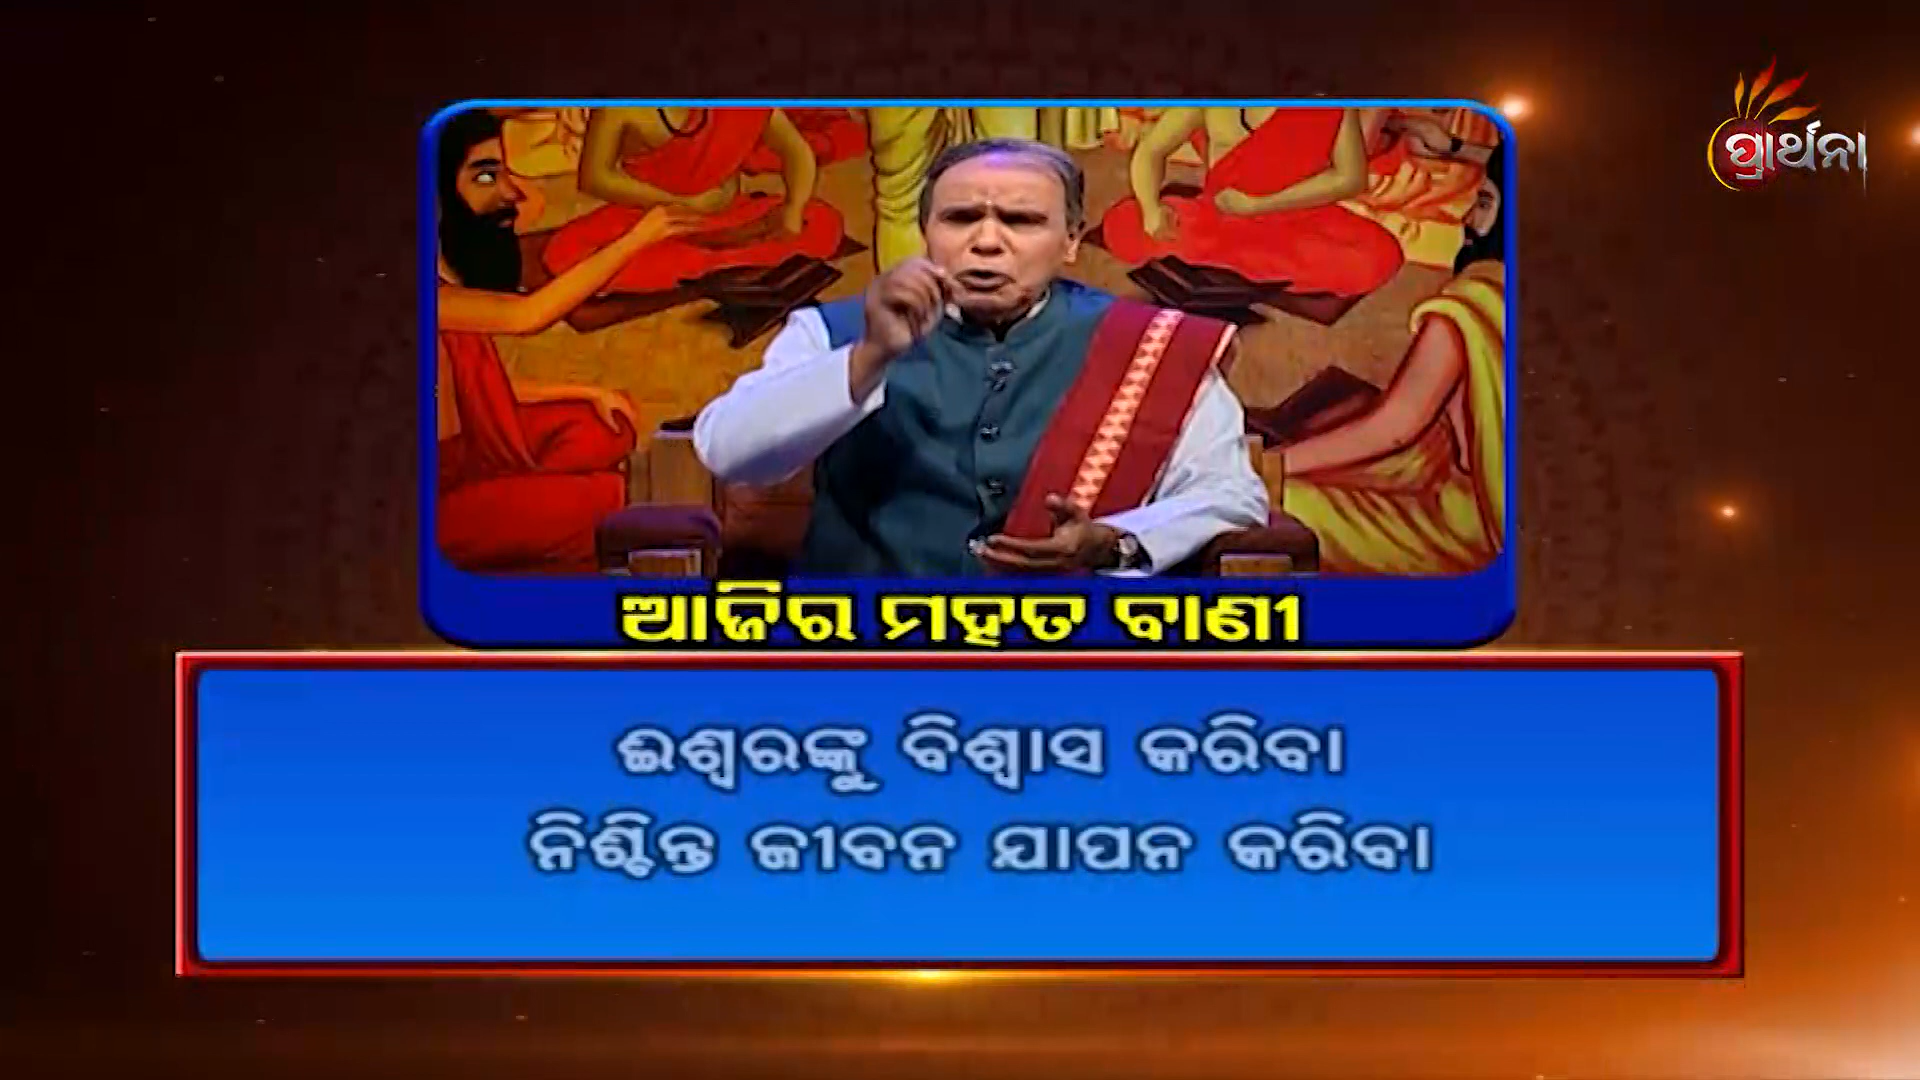 ପ୍ରାର୍ଥନା
ଆଜିର ମହତ ବାଣୀ
ଈଶ୍ୱରଙ୍କୁ ବିଶ୍ୱାସ କରିବା
ନିଶ୍ଚିନ୍ତ ଜୀବନ ଯାପନ କରିବା